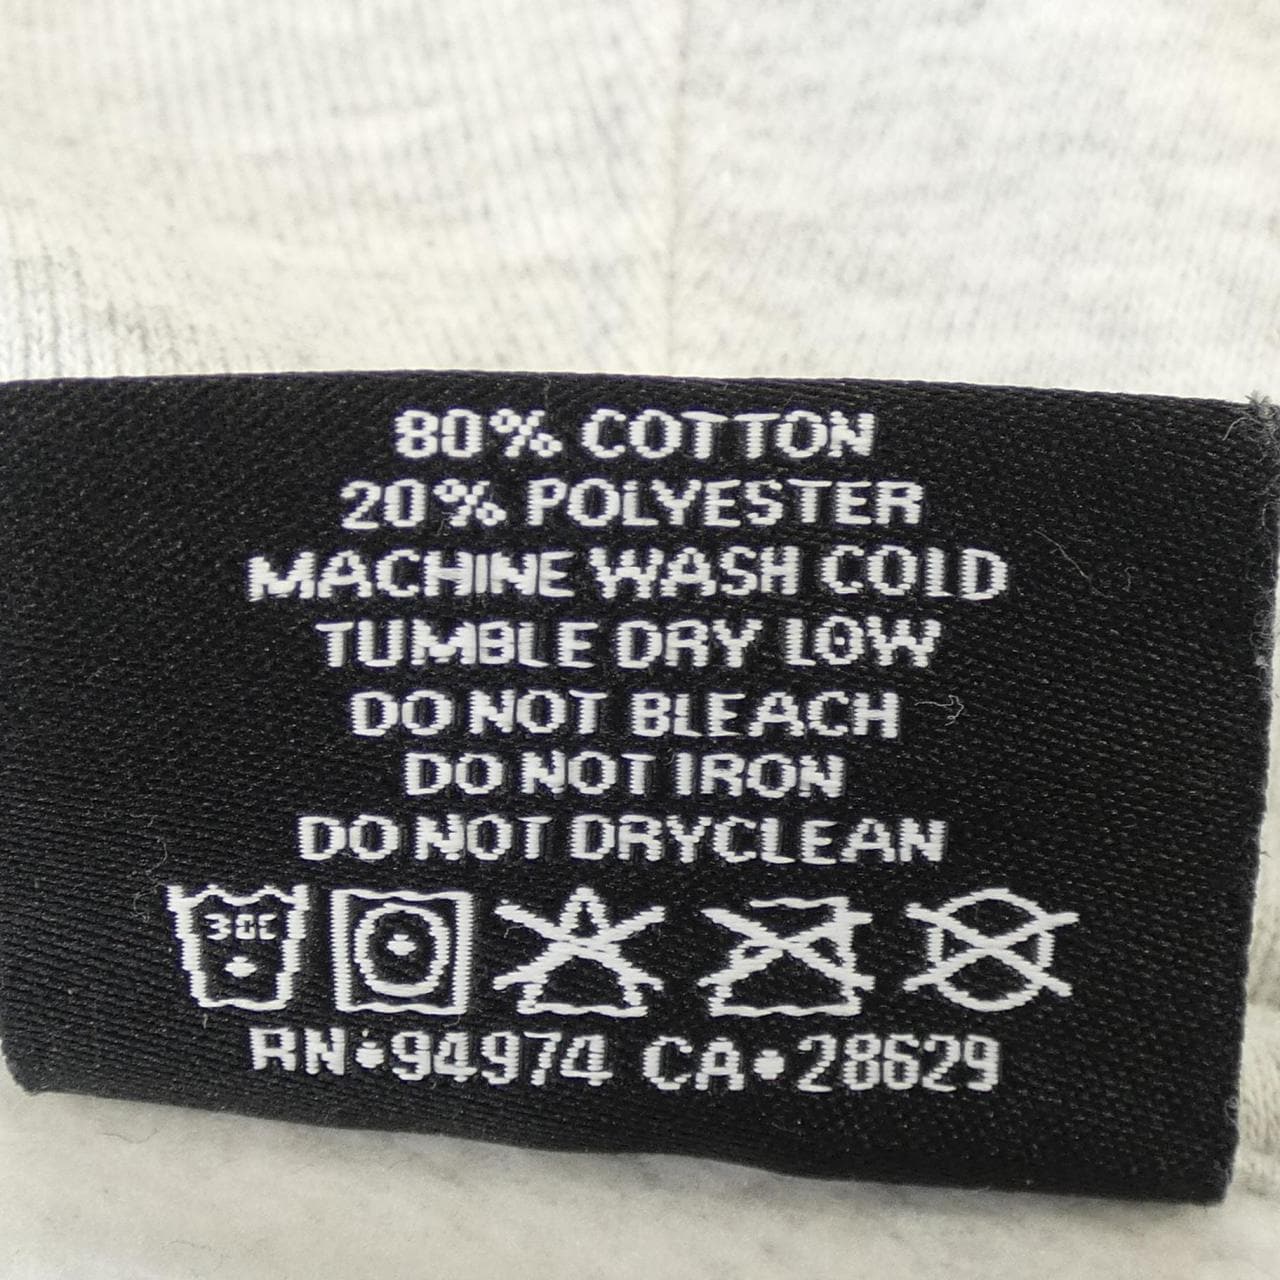 80% COTTON
20% POLYESTER
MACHINE WASH COLD
TUMBLE DRY LOW
DO NOT BLEACH
DO NOT IRON
DO NOT DRYCLEAN
30C
RN•94974 CA•28629